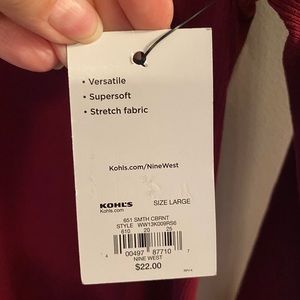 • Versatile
• Supersoft
• Stretch fabric
Kohls.com/NineWest
KOHL'S
Kohls.com
SIZE LARGE
651 SMTH CBRNT
STYLE WW13K009RS6
610 20 25
4 00497 87710 7
NINE WEST
$22.00